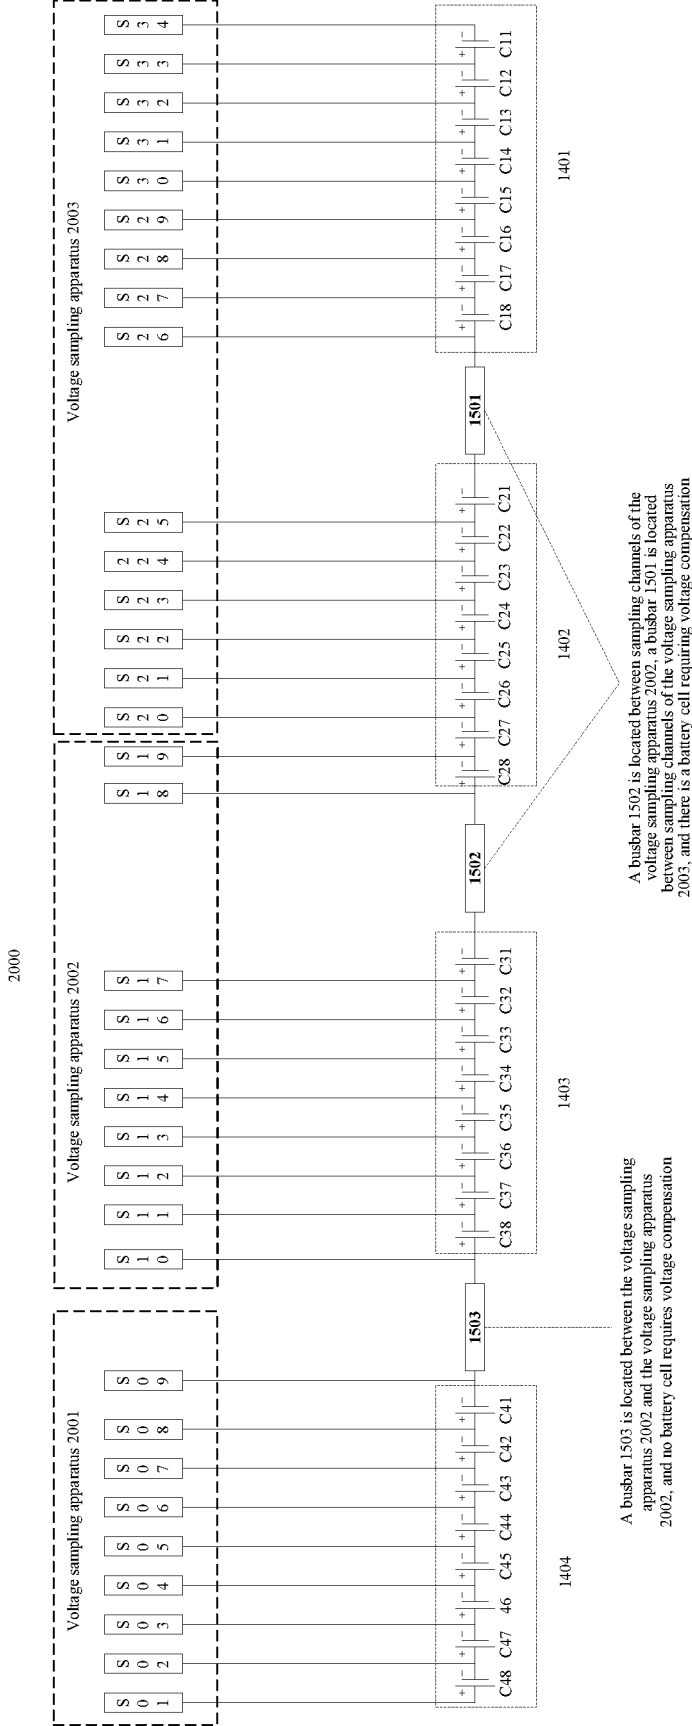 2000
Voltage sampling apparatus 2001
Voltage sampling apparatus 2002
Voltage sampling apparatus 2003
S01
S02
S03
S04
S05
S06
S07
S08
S09
S10
S11
S12
S13
S14
S15
S16
S17
S18
S19
S20
S21
S22
S23
224
S25
S26
S27
S28
S29
S30
S31
S32
S33
S34
+ - + - + - + - + - + - + - + -
C48 C47 46 C45 C44 C43 C42 C41
1503
+ - + - + - + - + - + - + - + -
C38 C37 C36 C35 C34 C33 C32 C31
1502
+ - + - + - + - + - + - + - + -
C28 C27 C26 C25 C24 C23 C22 C21
1501
+ - + - + - + - + - + - + - + -
C18 C17 C16 C15 C14 C13 C12 C11
1404
1403
1402
1401
A busbar 1503 is located between the voltage sampling
apparatus 2002 and the voltage sampling apparatus
2002, and no battery cell requires voltage compensation
A busbar 1502 is located between sampling channels of the
voltage sampling apparatus 2002, a busbar 1501 is located
between sampling channels of the voltage sampling apparatus
2003, and there is a battery cell requiring voltage compensation